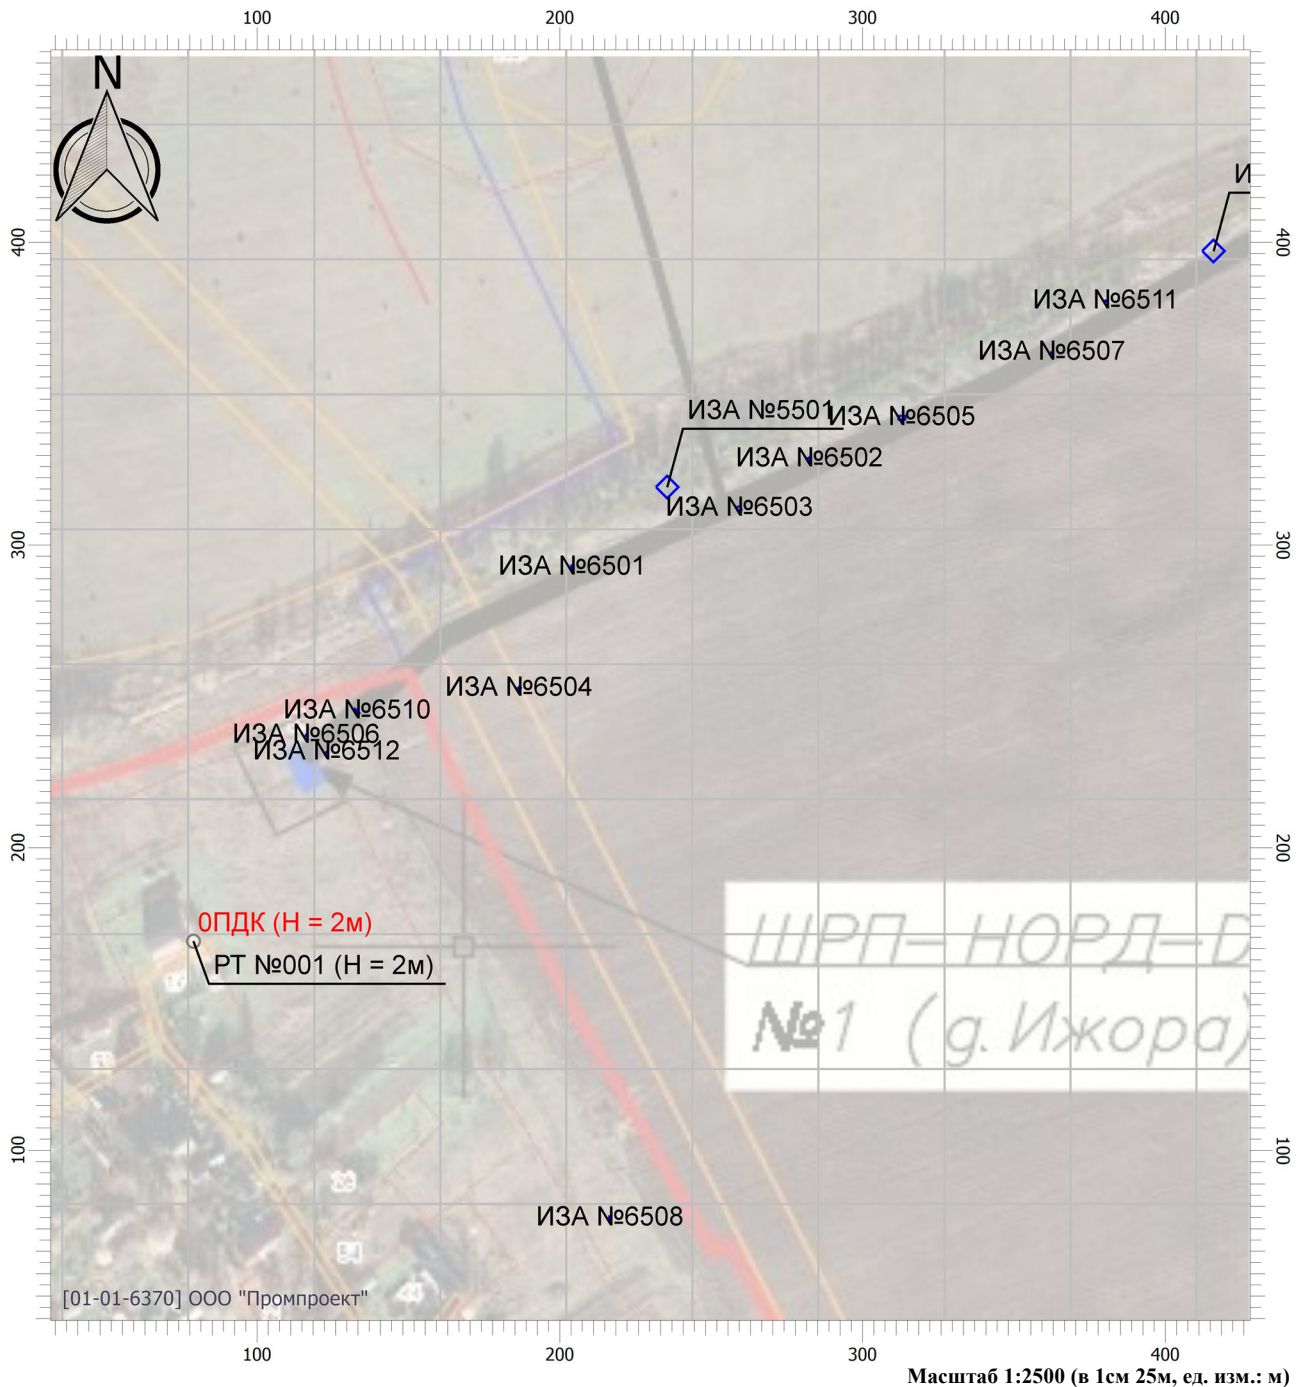 100 200 300 400
N
400 400
И
ИЗА №6511
ИЗА №6507
ИЗА №5501
ИЗА №6505
ИЗА №6502
ИЗА №6503
300 300
ИЗА №6501
ИЗА №6504
ИЗА №6510
ИЗА №6506
ИЗА №6512
200 200
0ПДК (Н = 2м)
ШРП-НОРД-D
РТ №001 (Н = 2м)
№1 (д. Ижора)
100 100
ИЗА №6508
[01-01-6370] ООО "Промпроект"
100 200 300 400
Масштаб 1:2500 (в 1см 25м, ед. изм.: м)